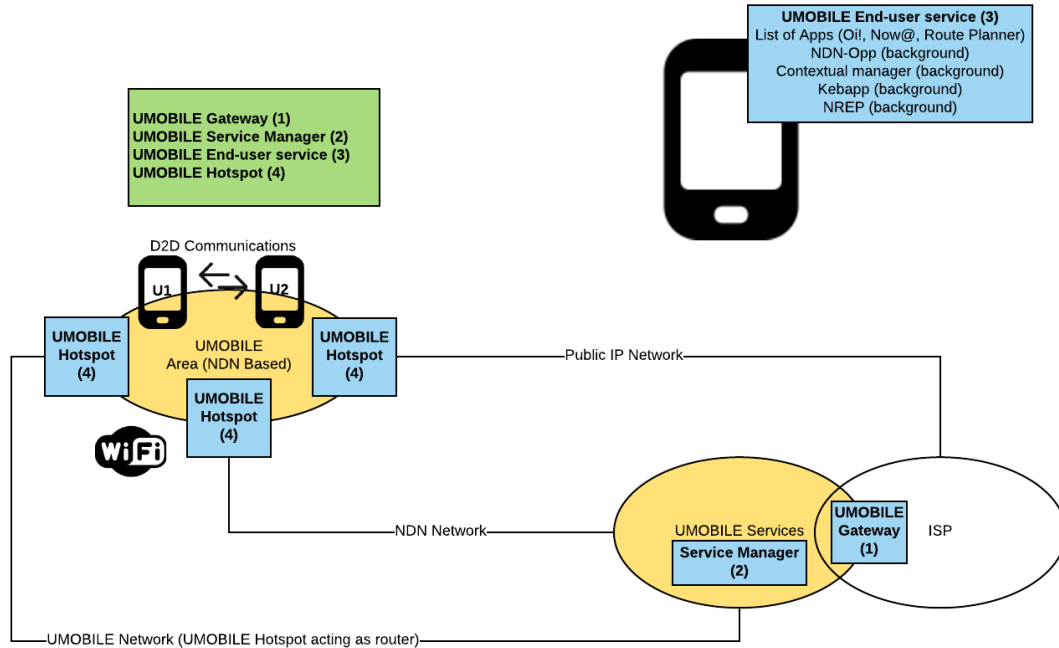 UMOBILE End-user service (3)
List of Apps (Oi!, Now@, Route Planner)
NDN-Opp (background)
Contextual manager (background)
Kebapp (background)
NREP (background)
UMOBILE Gateway (1)
UMOBILE Service Manager (2)
UMOBILE End-user service (3)
UMOBILE Hotspot (4)
D2D Communications
U1
U2
UMOBILE
Hotspot
(4)
UMOBILE
Area (NDN Based)
UMOBILE
Hotspot
(4)
UMOBILE
Hotspot
(4)
Public IP Network
WiFi
NDN Network
UMOBILE Services
Service Manager
(2)
UMOBILE
Gateway
(1)
ISP
UMOBILE Network (UMOBILE Hotspot acting as router)